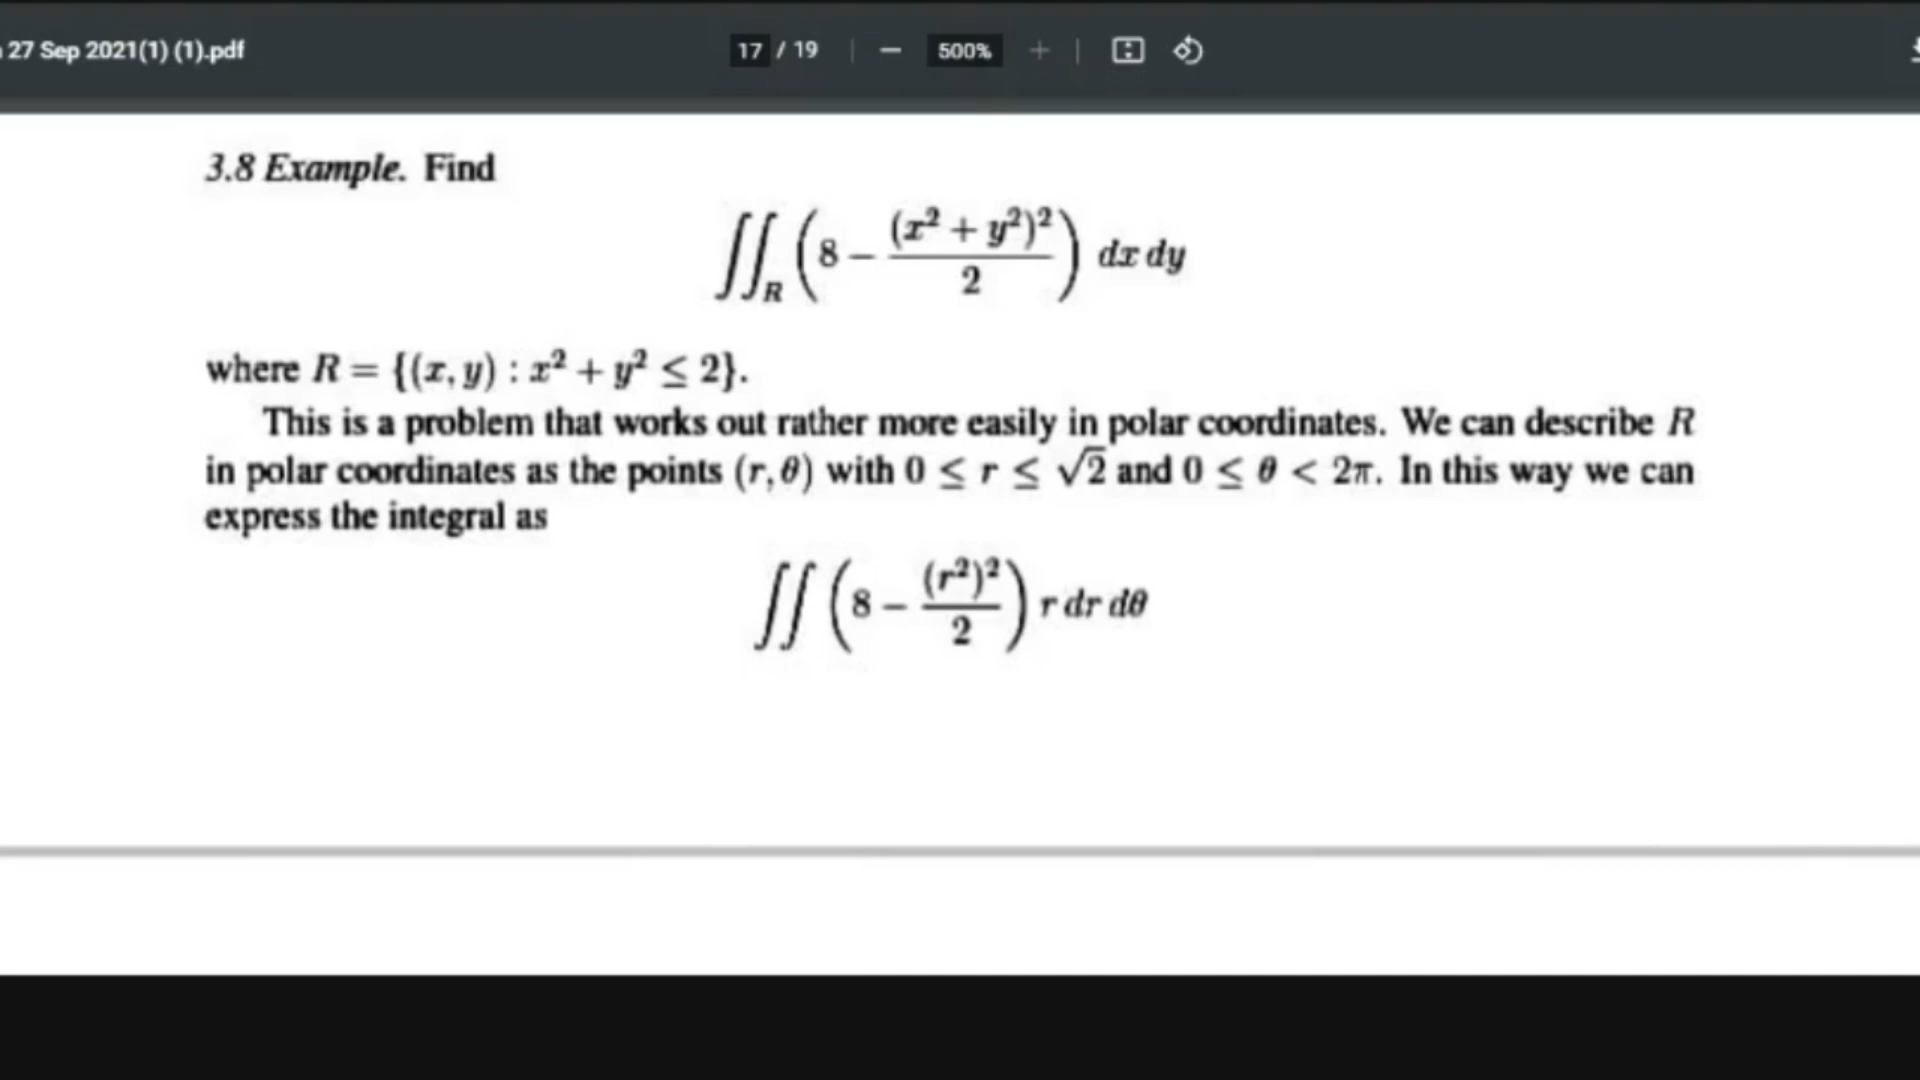 27 Sep 2021(1) (1).pdf
17 / 19
500%
3.8 Example. Find
∬_R (8 − (x² + y²)²/2) dx dy
where R = {(x, y) : x² + y² ≤ 2}.
This is a problem that works out rather more easily in polar coordinates. We can describe R
in polar coordinates as the points (r, θ) with 0 ≤ r ≤ √2 and 0 ≤ θ < 2π. In this way we can
express the integral as
∬ (8 − (r²)²/2) r dr dθ